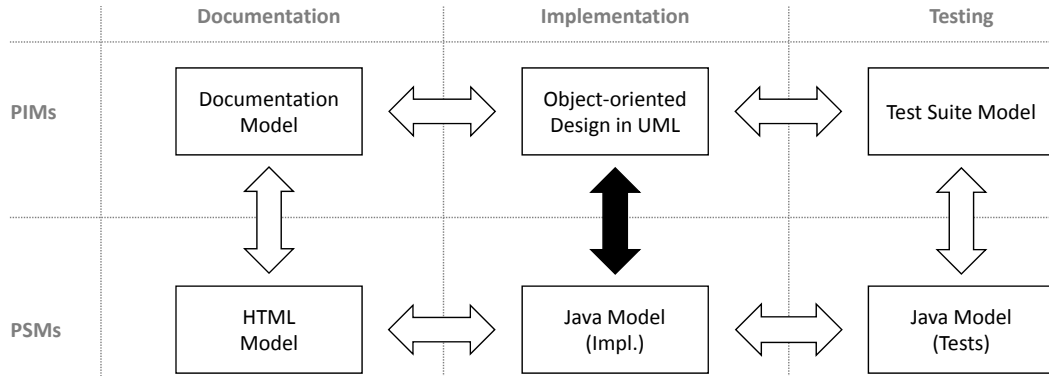 Documentation Implementation Testing
PIMs
Documentation
Model
Object-oriented
Design in UML
Test Suite Model
PSMs
HTML
Model
Java Model
(Impl.)
Java Model
(Tests)